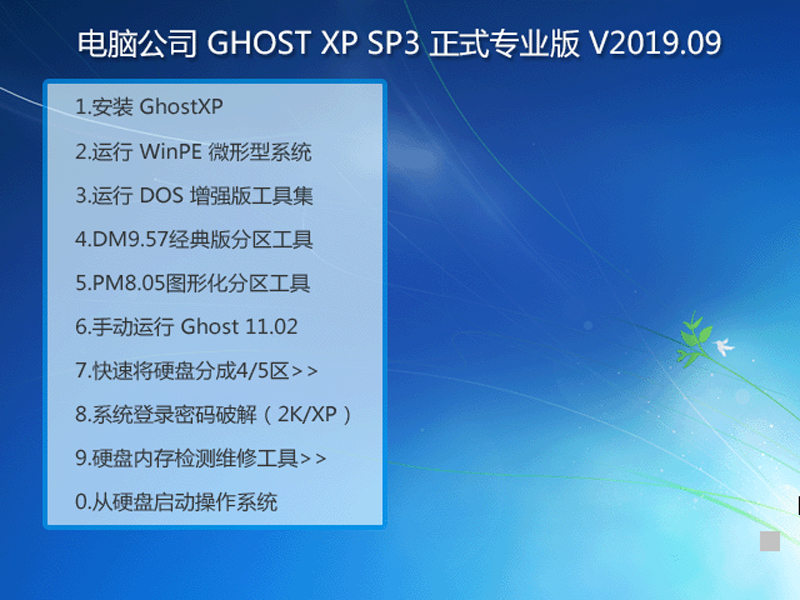 电脑公司 GHOST XP SP3 正式专业版 V2019.09
1.安装 GhostXP
2.运行 WinPE 微形型系统
3.运行 DOS 增强版工具集
4.DM9.57经典版分区工具
5.PM8.05图形化分区工具
6.手动运行 Ghost 11.02
7.快速将硬盘分成4/5区>>
8.系统登录密码破解（2K/XP）
9.硬盘内存检测维修工具>>
0.从硬盘启动操作系统